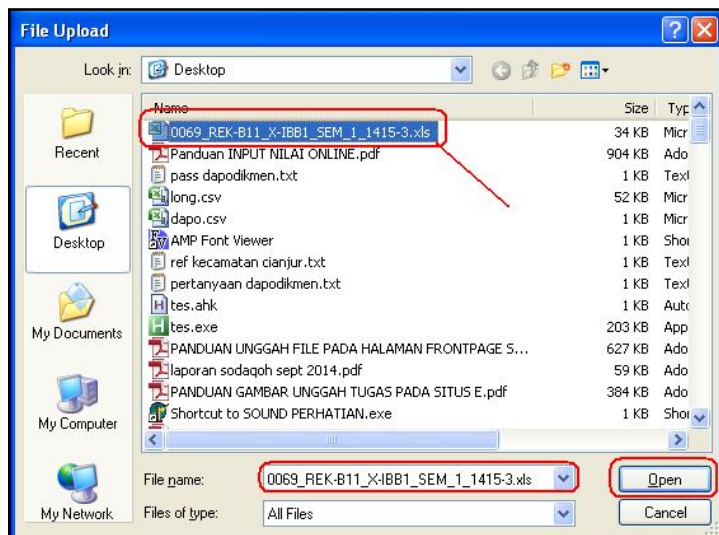 File Upload
Look in: Desktop
Name Size Typ
0069_REK-B11_X-IBB1_SEM_1_1415-3.xls 34 KB Micr
Panduan INPUT NILAI ONLINE.pdf 904 KB Ado
pass dapodikmen.txt 1 KB Text
long.csv 52 KB Micr
dapo.csv 1 KB Micr
AMP Font Viewer 1 KB Shor
ref kecamatan cianjur.txt 1 KB Text
pertanyaan dapodikmen.txt 1 KB Text
tes.ahk 1 KB Auto
tes.exe 203 KB App
PANDUAN UNGGAH FILE PADA HALAMAN FRONTPAGE S... 627 KB Ado
laporan sodaqoh sept 2014.pdf 59 KB Ado
PANDUAN GAMBAR UNGGAH TUGAS PADA SITUS E.pdf 384 KB Ado
Shortcut to SOUND PERHATIAN.exe 1 KB Shor
Recent
Desktop
My Documents
My Computer
My Network
File name: 0069_REK-B11_X-IBB1_SEM_1_1415-3.xls Open
Files of type: All Files Cancel